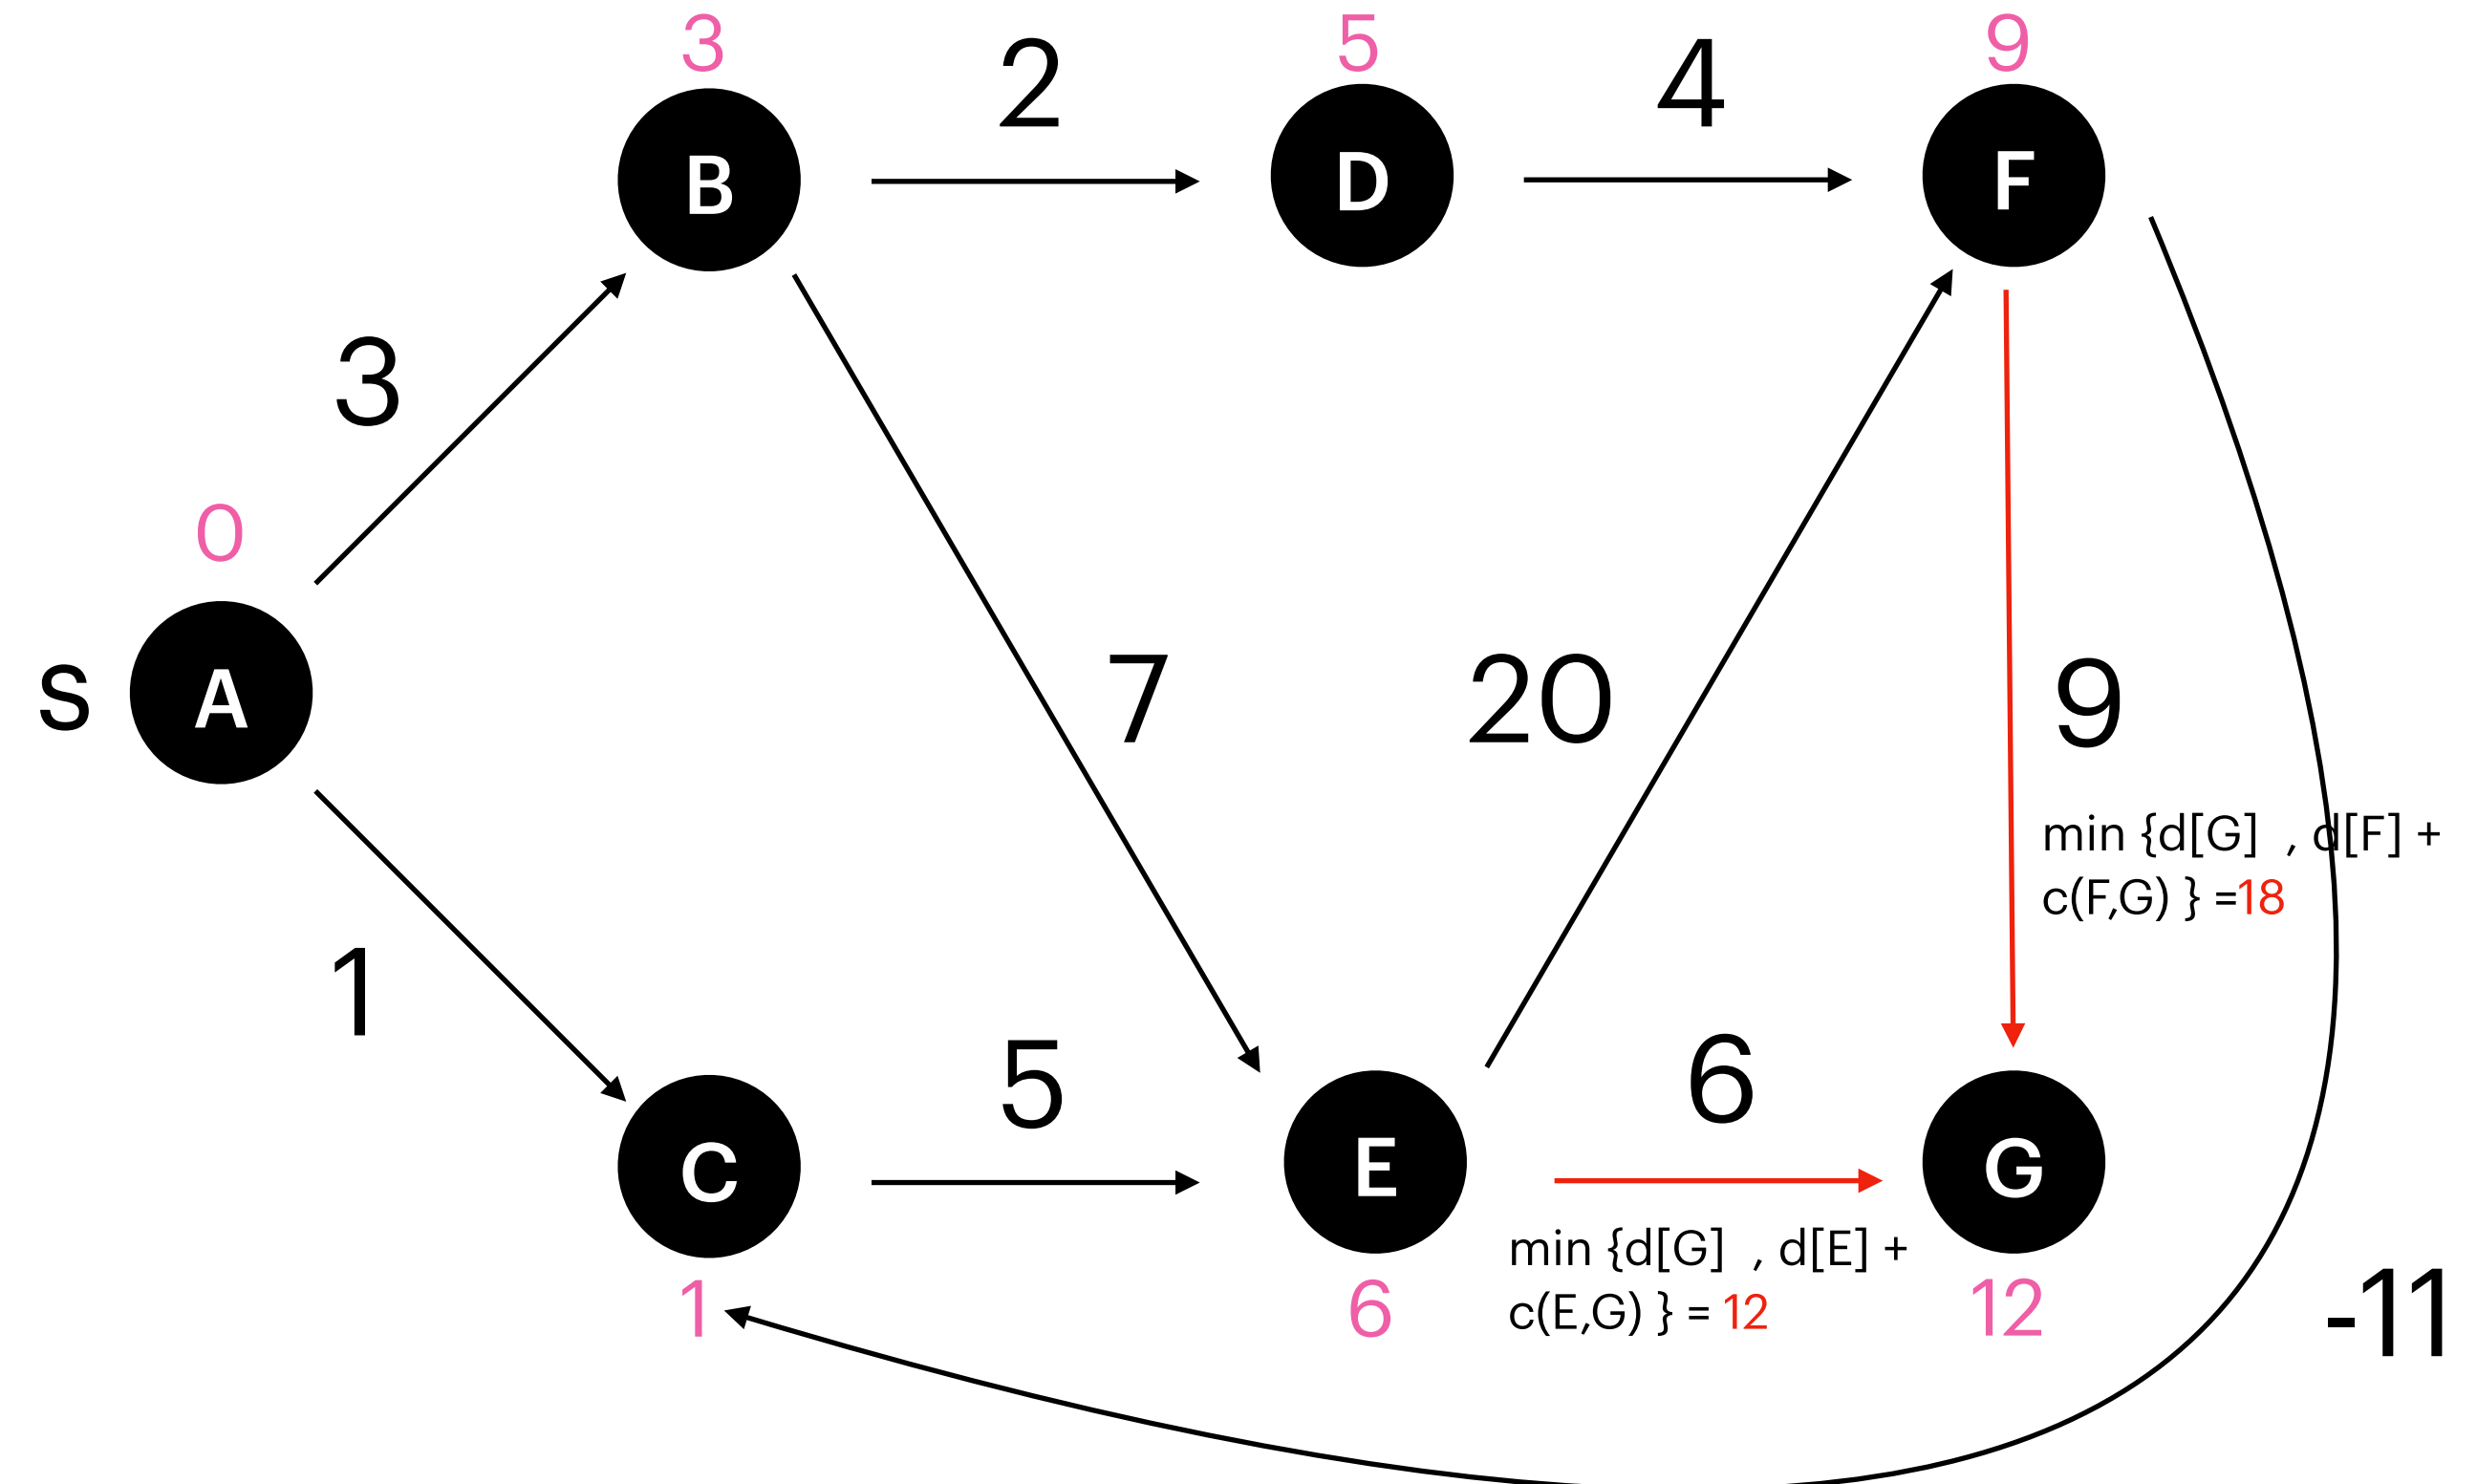 3
2
5
4
9
B
D
F
3
0
S
A
7
20
9
min {d[G] , d[F] +
c(F,G) } =18
1
5
6
C
E
G
min {d[G] , d[E] +
c(E,G) } = 12
1
6
12
-11